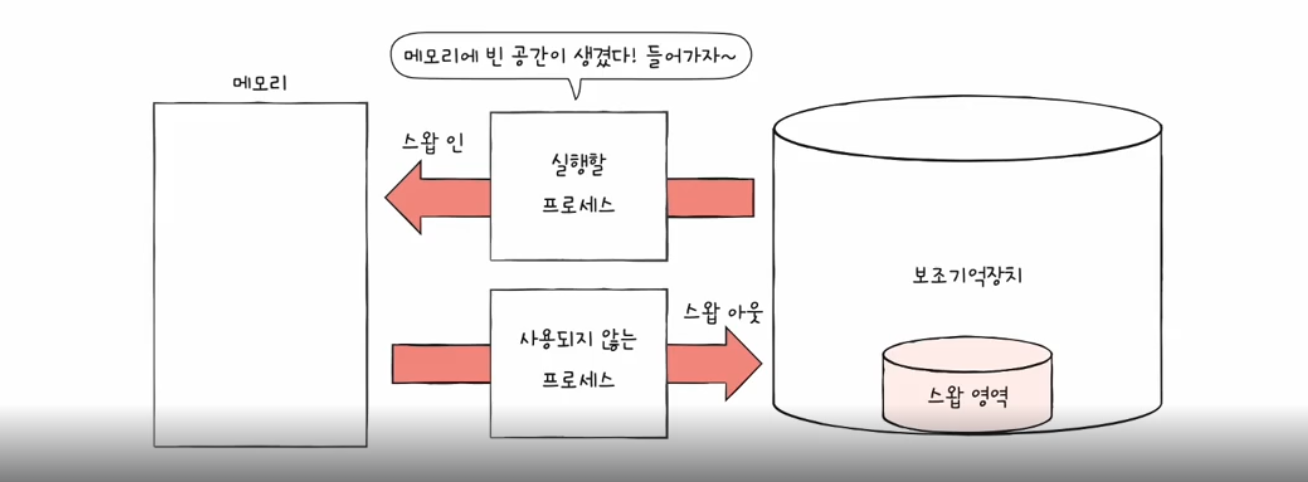 메모리에 빈 공간이 생겼다! 들어가자~
메모리
스왑 인
실행할
프로세스
보조기억장치
스왑 아웃
사용되지 않는
프로세스
스왑 영역